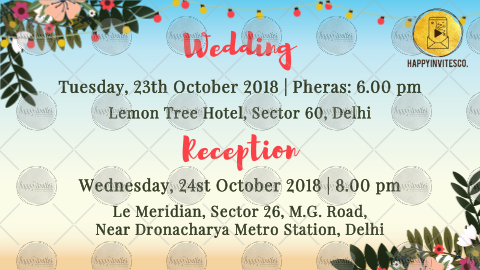 HAPPYINVITESCO.
Wedding
Tuesday, 23th October 2018 | Pheras: 6.00 pm
Lemon Tree Hotel, Sector 60, Delhi
Reception
Wednesday, 24st October 2018 | 8.00 pm
Le Meridian, Sector 26, M.G. Road,
Near Dronacharya Metro Station, Delhi